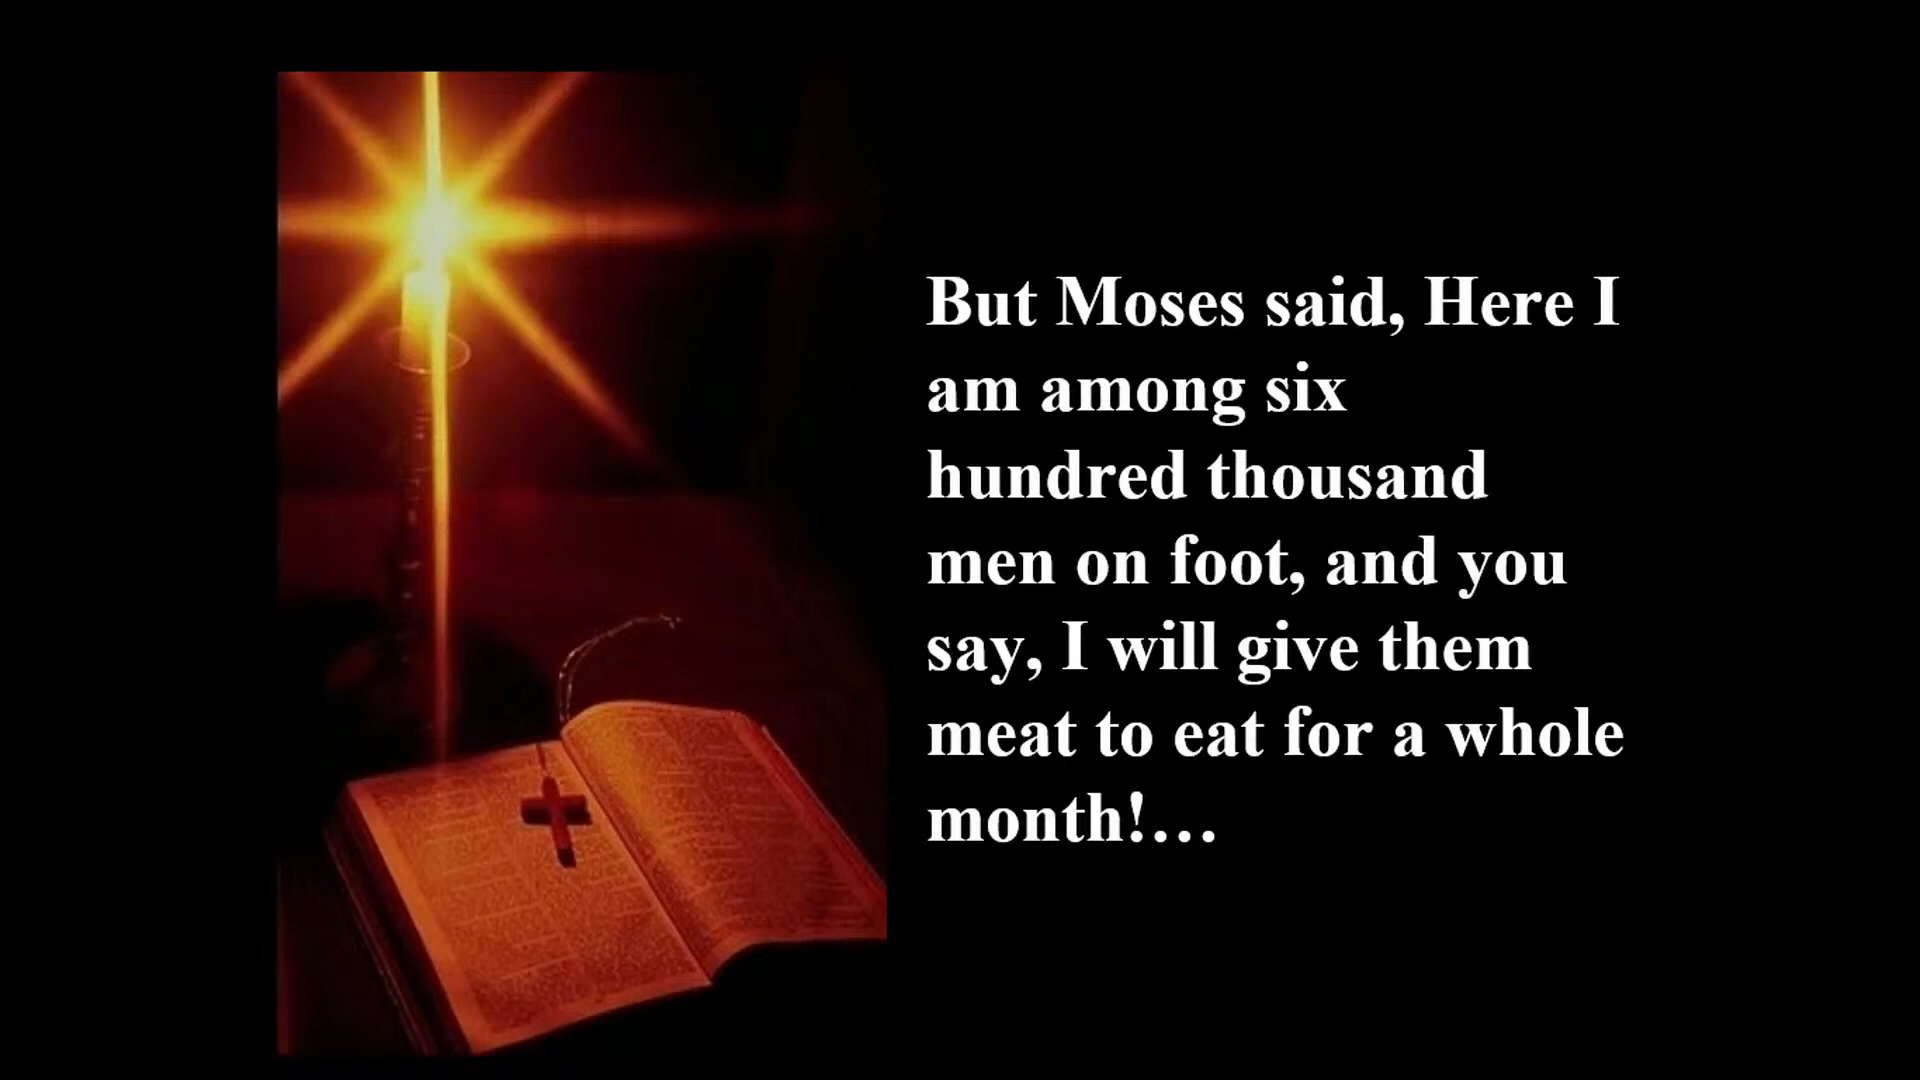 But Moses said, Here I
am among six
hundred thousand
men on foot, and you
say, I will give them
meat to eat for a whole
month!…